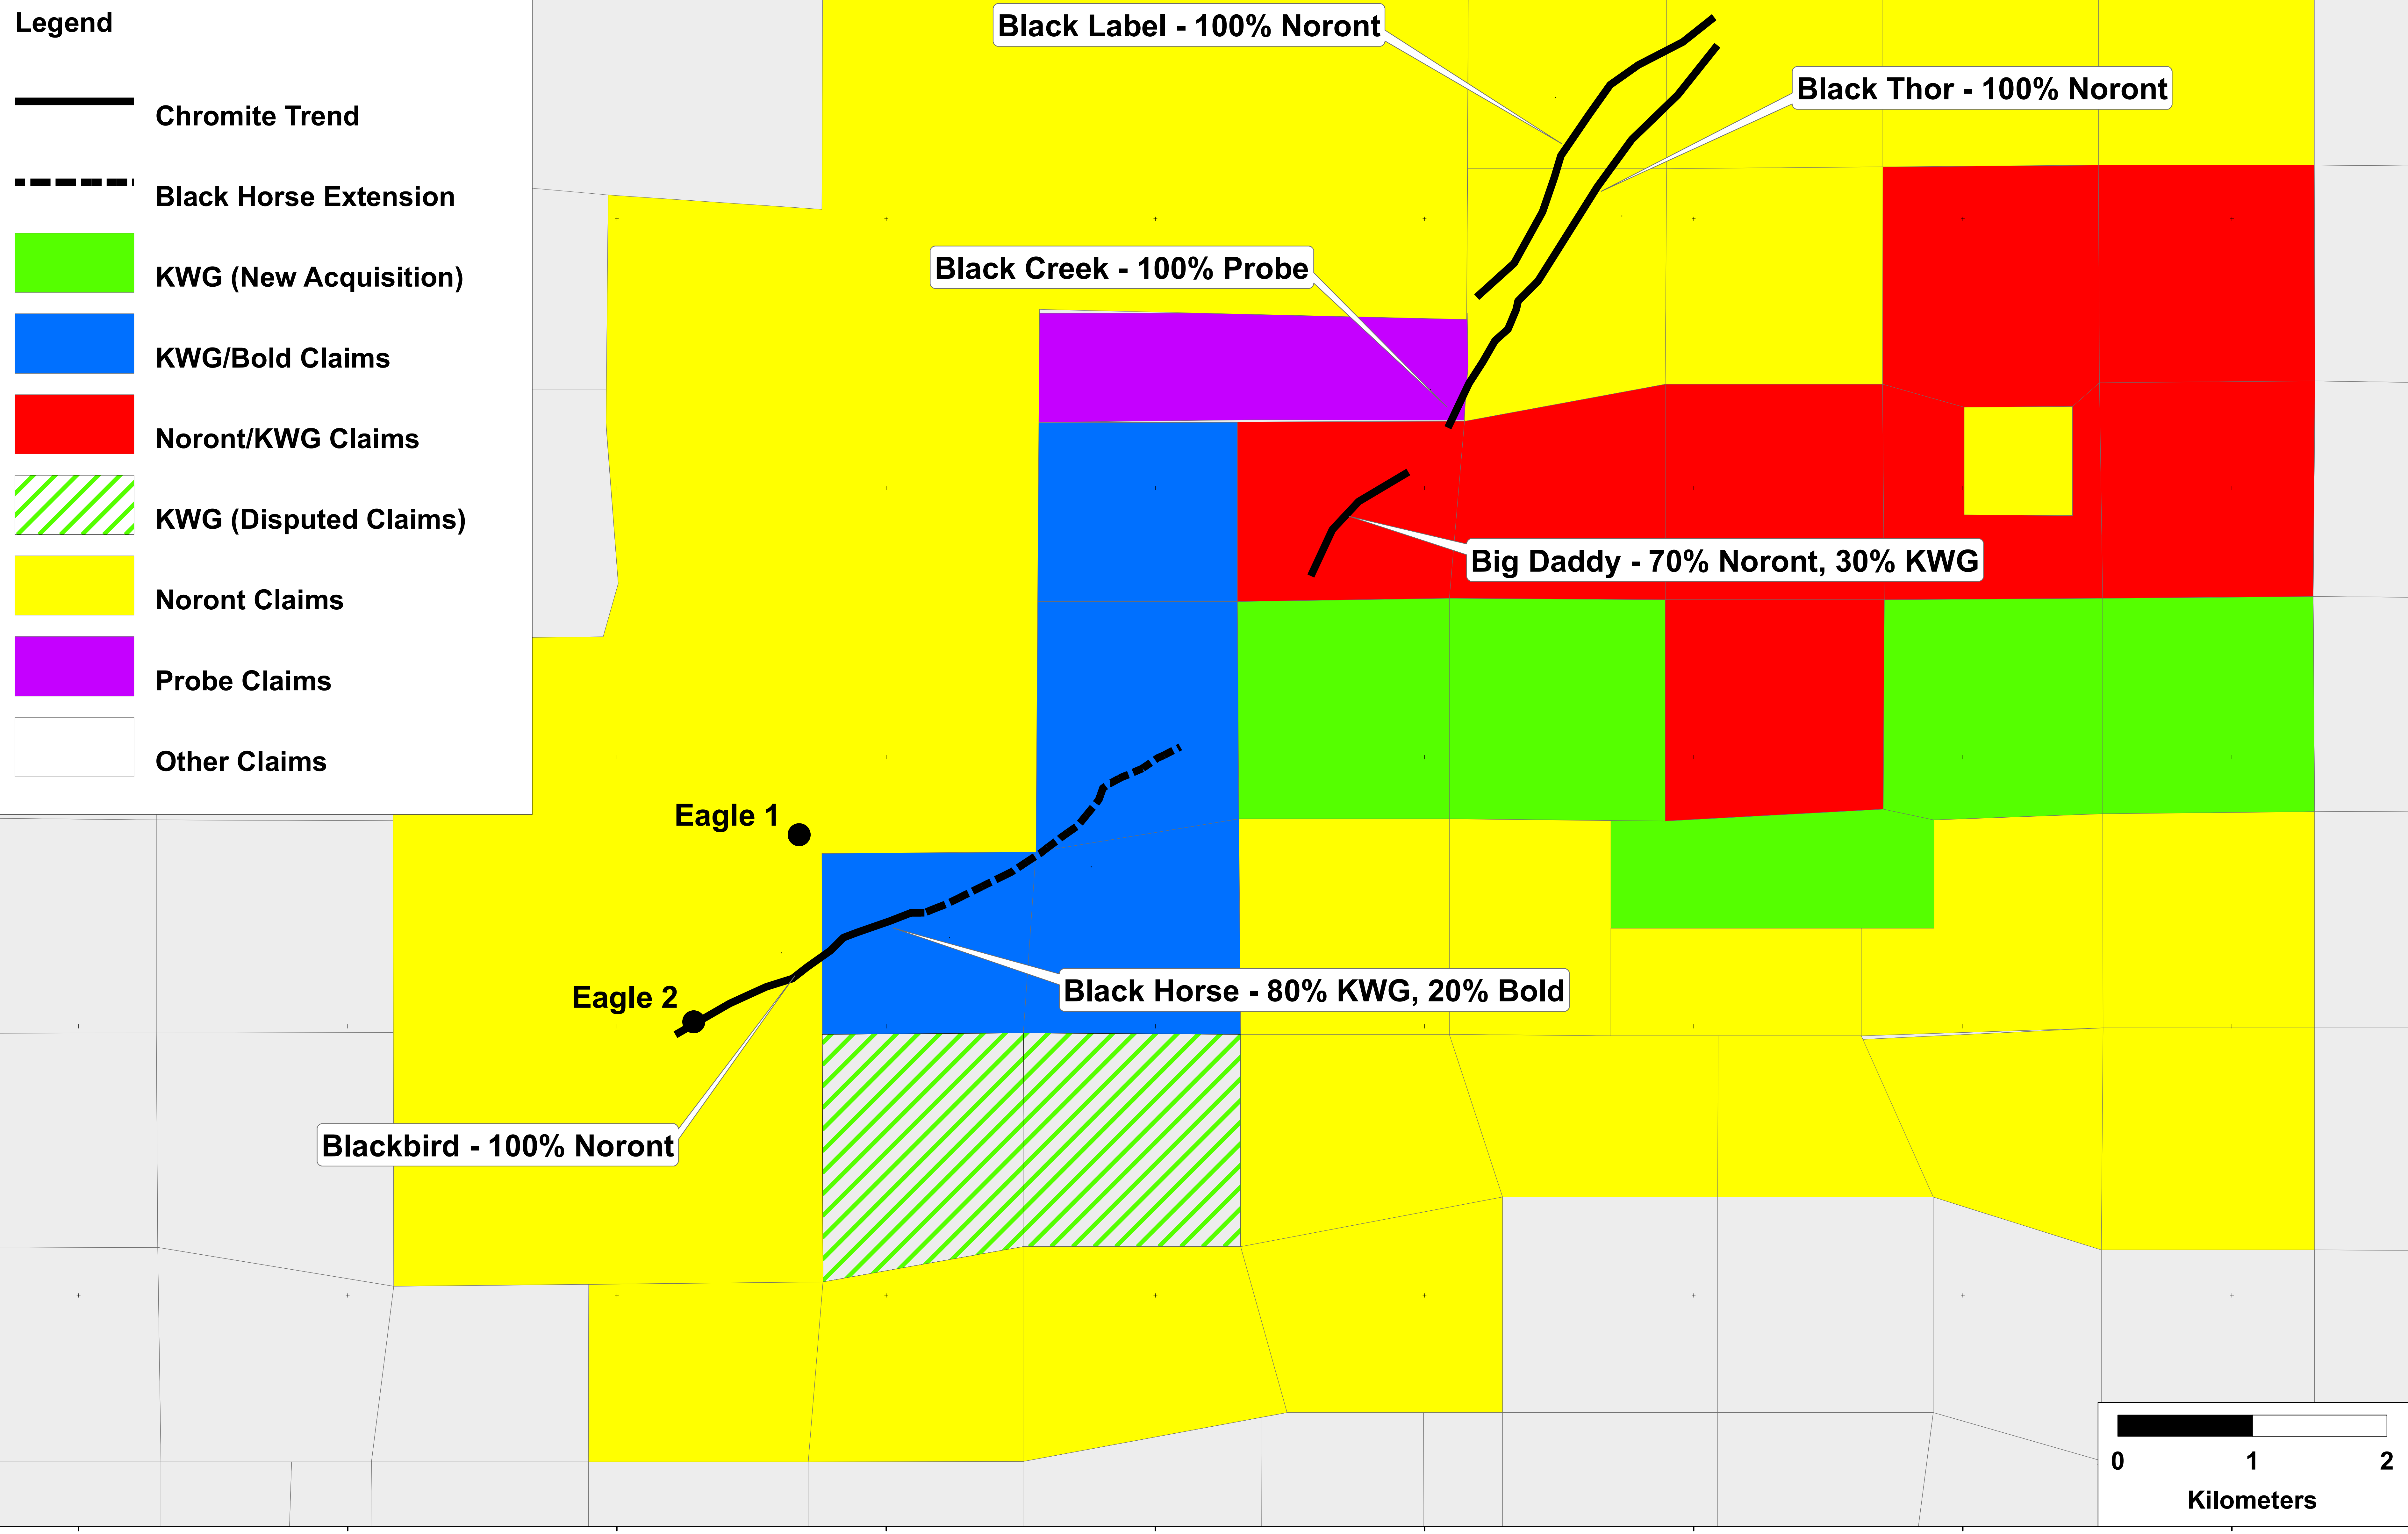 Legend
Chromite Trend
Black Horse Extension
KWG (New Acquisition)
KWG/Bold Claims
Noront/KWG Claims
KWG (Disputed Claims)
Noront Claims
Probe Claims
Other Claims
Black Label - 100% Noront
Black Thor - 100% Noront
Black Creek - 100% Probe
Big Daddy - 70% Noront, 30% KWG
Eagle 1
Eagle 2
Black Horse - 80% KWG, 20% Bold
Blackbird - 100% Noront
0 1 2
Kilometers